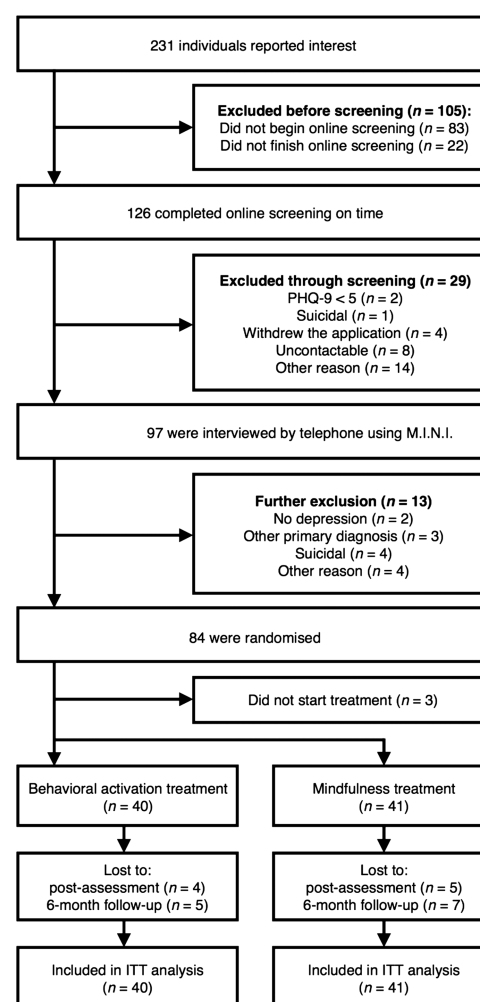 231 individuals reported interest
Excluded before screening (n = 105):
Did not begin online screening (n = 83)
Did not finish online screening (n = 22)
126 completed online screening on time
Excluded through screening (n = 29)
PHQ-9 < 5 (n = 2)
Suicidal (n = 1)
Withdrew the application (n = 4)
Uncontactable (n = 8)
Other reason (n = 14)
97 were interviewed by telephone using M.I.N.I.
Further exclusion (n = 13)
No depression (n = 2)
Other primary diagnosis (n = 3)
Suicidal (n = 4)
Other reason (n = 4)
84 were randomised
Did not start treatment (n = 3)
Behavioral activation treatment
(n = 40)
Mindfulness treatment
(n = 41)
Lost to:
post-assessment (n = 4)
6-month follow-up (n = 5)
Lost to:
post-assessment (n = 5)
6-month follow-up (n = 7)
Included in ITT analysis
(n = 40)
Included in ITT analysis
(n = 41)